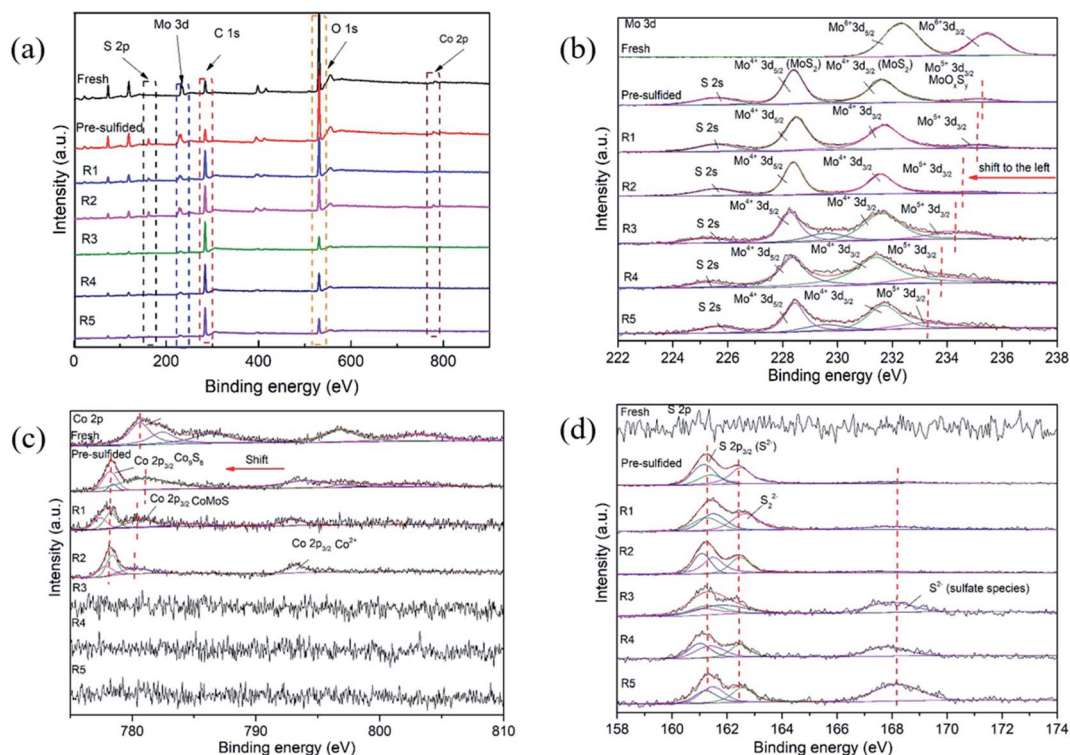 (a)
S 2p
Mo 3d
C 1s
O 1s
Co 2p
Fresh
Pre-sulfided
R1
R2
R3
R4
R5
Intensity (a.u.)
0 200 400 600 800
Binding energy (eV)
(b)
Mo 3d
Fresh
Mo⁶⁺3d₅/₂
Mo⁶⁺3d₃/₂
Mo⁴⁺ 3d₅/₂ (MoS₂)
Mo⁴⁺ 3d₃/₂ (MoS₂)
Mo⁵⁺ 3d₃/₂
MoOₓSᵧ
Pre-sulfided
S 2s
R1
S 2s
Mo⁴⁺ 3d₅/₂
Mo⁴⁺ 3d₃/₂
Mo⁵⁺ 3d₃/₂
shift to the left
R2
S 2s
Mo⁴⁺ 3d₅/₂
Mo⁴⁺ 3d₃/₂
Mo⁵⁺ 3d₃/₂
R3
S 2s
Mo⁴⁺ 3d₅/₂
Mo⁴⁺ 3d₃/₂
Mo⁵⁺ 3d₃/₂
R4
S 2s
Mo⁴⁺ 3d₅/₂
Mo⁴⁺ 3d₃/₂
Mo⁵⁺ 3d₃/₂
R5
S 2s
Mo⁴⁺ 3d₅/₂
Mo⁴⁺ 3d₃/₂
Mo⁵⁺ 3d₃/₂
Intensity (a.u.)
222 224 226 228 230 232 234 236 238
Binding energy (eV)
(c)
Co 2p
Fresh
Pre-sulfided
Co 2p₃/₂ Co₉S₈
Shift
R1
Co 2p₃/₂ CoMoS
R2
Co 2p₃/₂ Co²⁺
R3
R4
R5
Intensity (a.u.)
780 790 800 810
Binding energy (eV)
(d)
Fresh
S 2p
Pre-sulfided
S 2p₃/₂ (S²⁻)
R1
S₂²⁻
R2
R3
S²⁻ (sulfate species)
R4
R5
Intensity (a.u.)
158 160 162 164 166 168 170 172 174
Binding energy (eV)